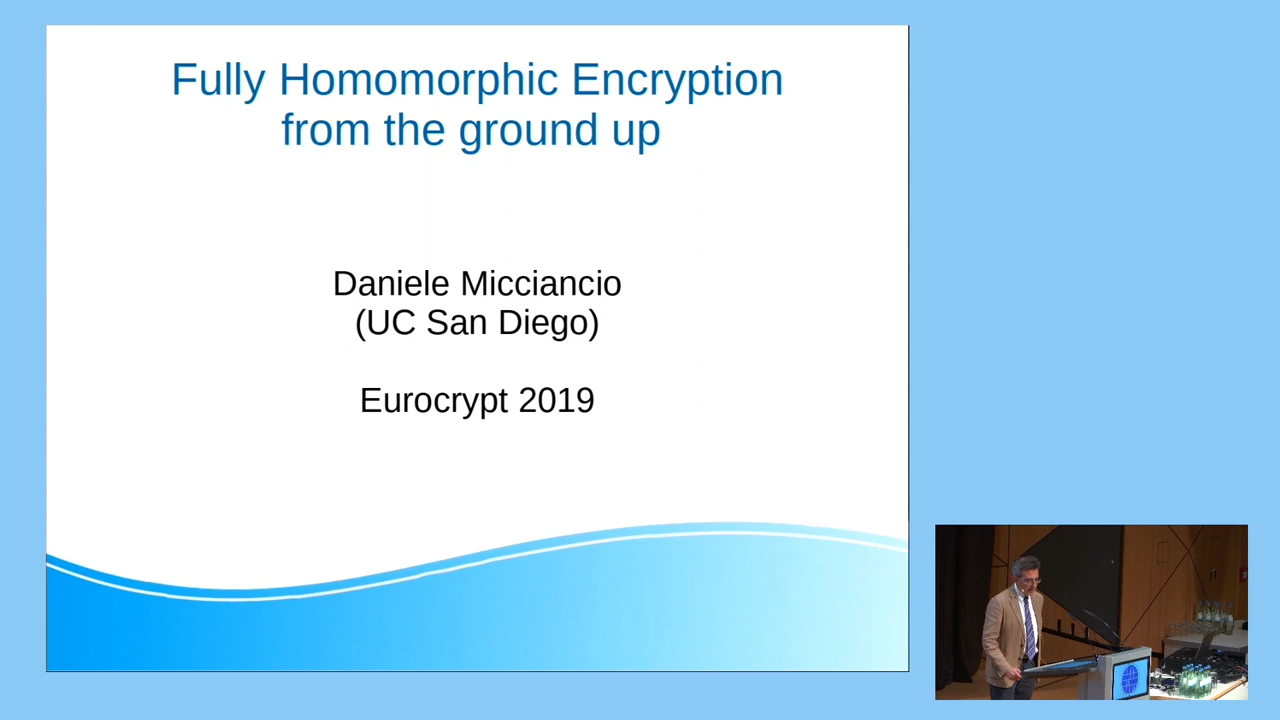 Fully Homomorphic Encryption
from the ground up
Daniele Micciancio
(UC San Diego)
Eurocrypt 2019